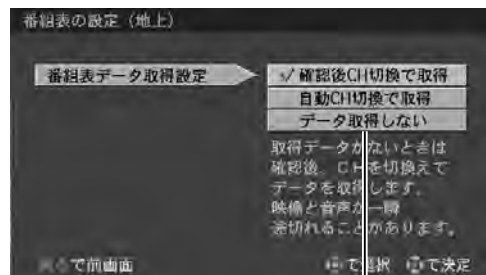 番組表の設定（地上）
番組表データ取得設定
✓確認後CH切換で取得
自動CH切換で取得
データ取得しない
取得データがないときは
確認後、CHを切換えて
データを取得します。
映像と音声が一瞬
途切れることがあります。
戻るで前画面
で選択 で決定